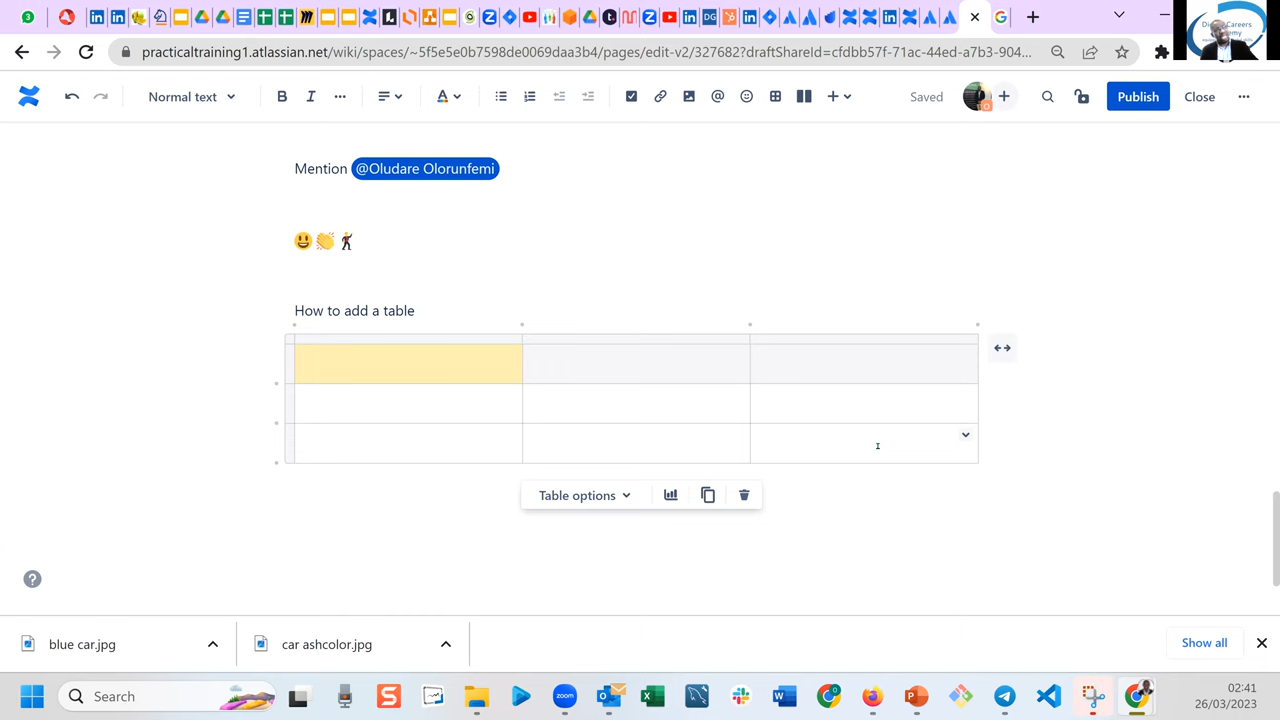 practicaltraining1.atlassian.net/wiki/spaces/~5f5e5e0b75980e0069daa3b4/pages/edit-v2/327682?draftShareId=cfdbb57f-71ac-44ed-a7b3-904...
Normal text
Saved
Publish
Close
Mention @Oludare Olorunfemi
How to add a table
Table options
blue car.jpg
car ashcolor.jpg
Show all
Search
zoom
02:41
26/03/2023